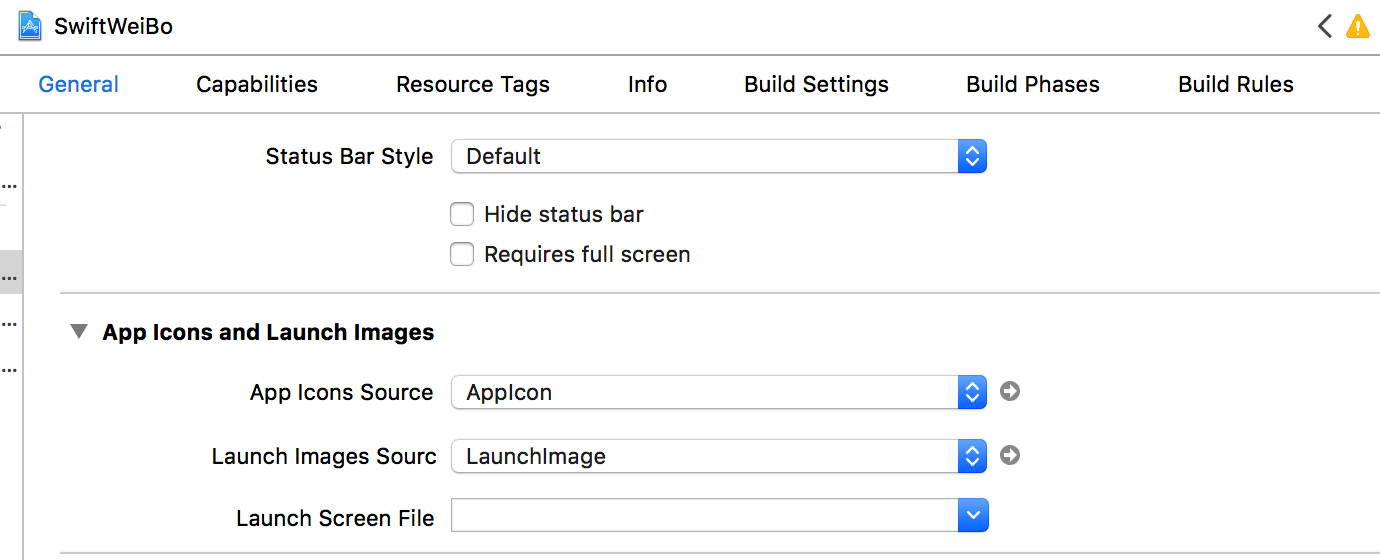 SwiftWeiBo
General Capabilities Resource Tags Info Build Settings Build Phases Build Rules
Status Bar Style Default
Hide status bar
Requires full screen
App Icons and Launch Images
App Icons Source AppIcon
Launch Images Sourc LaunchImage
Launch Screen File